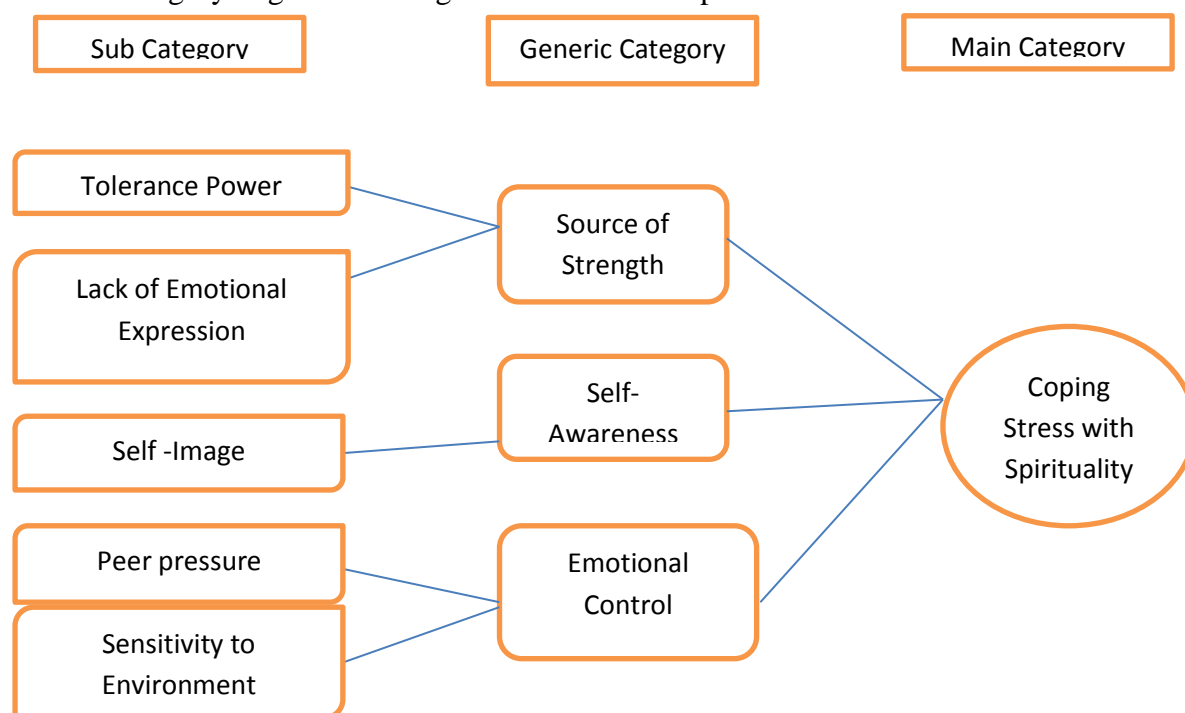 Sub Category
Generic Category
Main Category
Tolerance Power
Lack of Emotional
Expression
Self -Image
Peer pressure
Sensitivity to
Environment
Source of
Strength
Self-
Awareness
Emotional
Control
Coping
Stress with
Spirituality